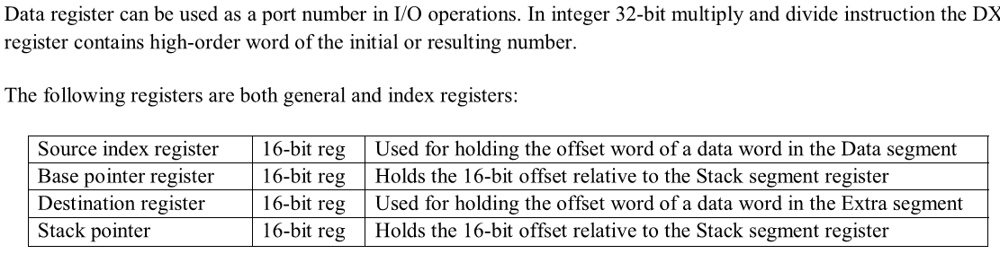 Data register can be used as a port number in I/O operations. In integer 32-bit multiply and divide instruction the DX
register contains high-order word of the initial or resulting number.
The following registers are both general and index registers:
Source index register 16-bit reg Used for holding the offset word of a data word in the Data segment
Base pointer register 16-bit reg Holds the 16-bit offset relative to the Stack segment register
Destination register 16-bit reg Used for holding the offset word of a data word in the Extra segment
Stack pointer 16-bit reg Holds the 16-bit offset relative to the Stack segment register